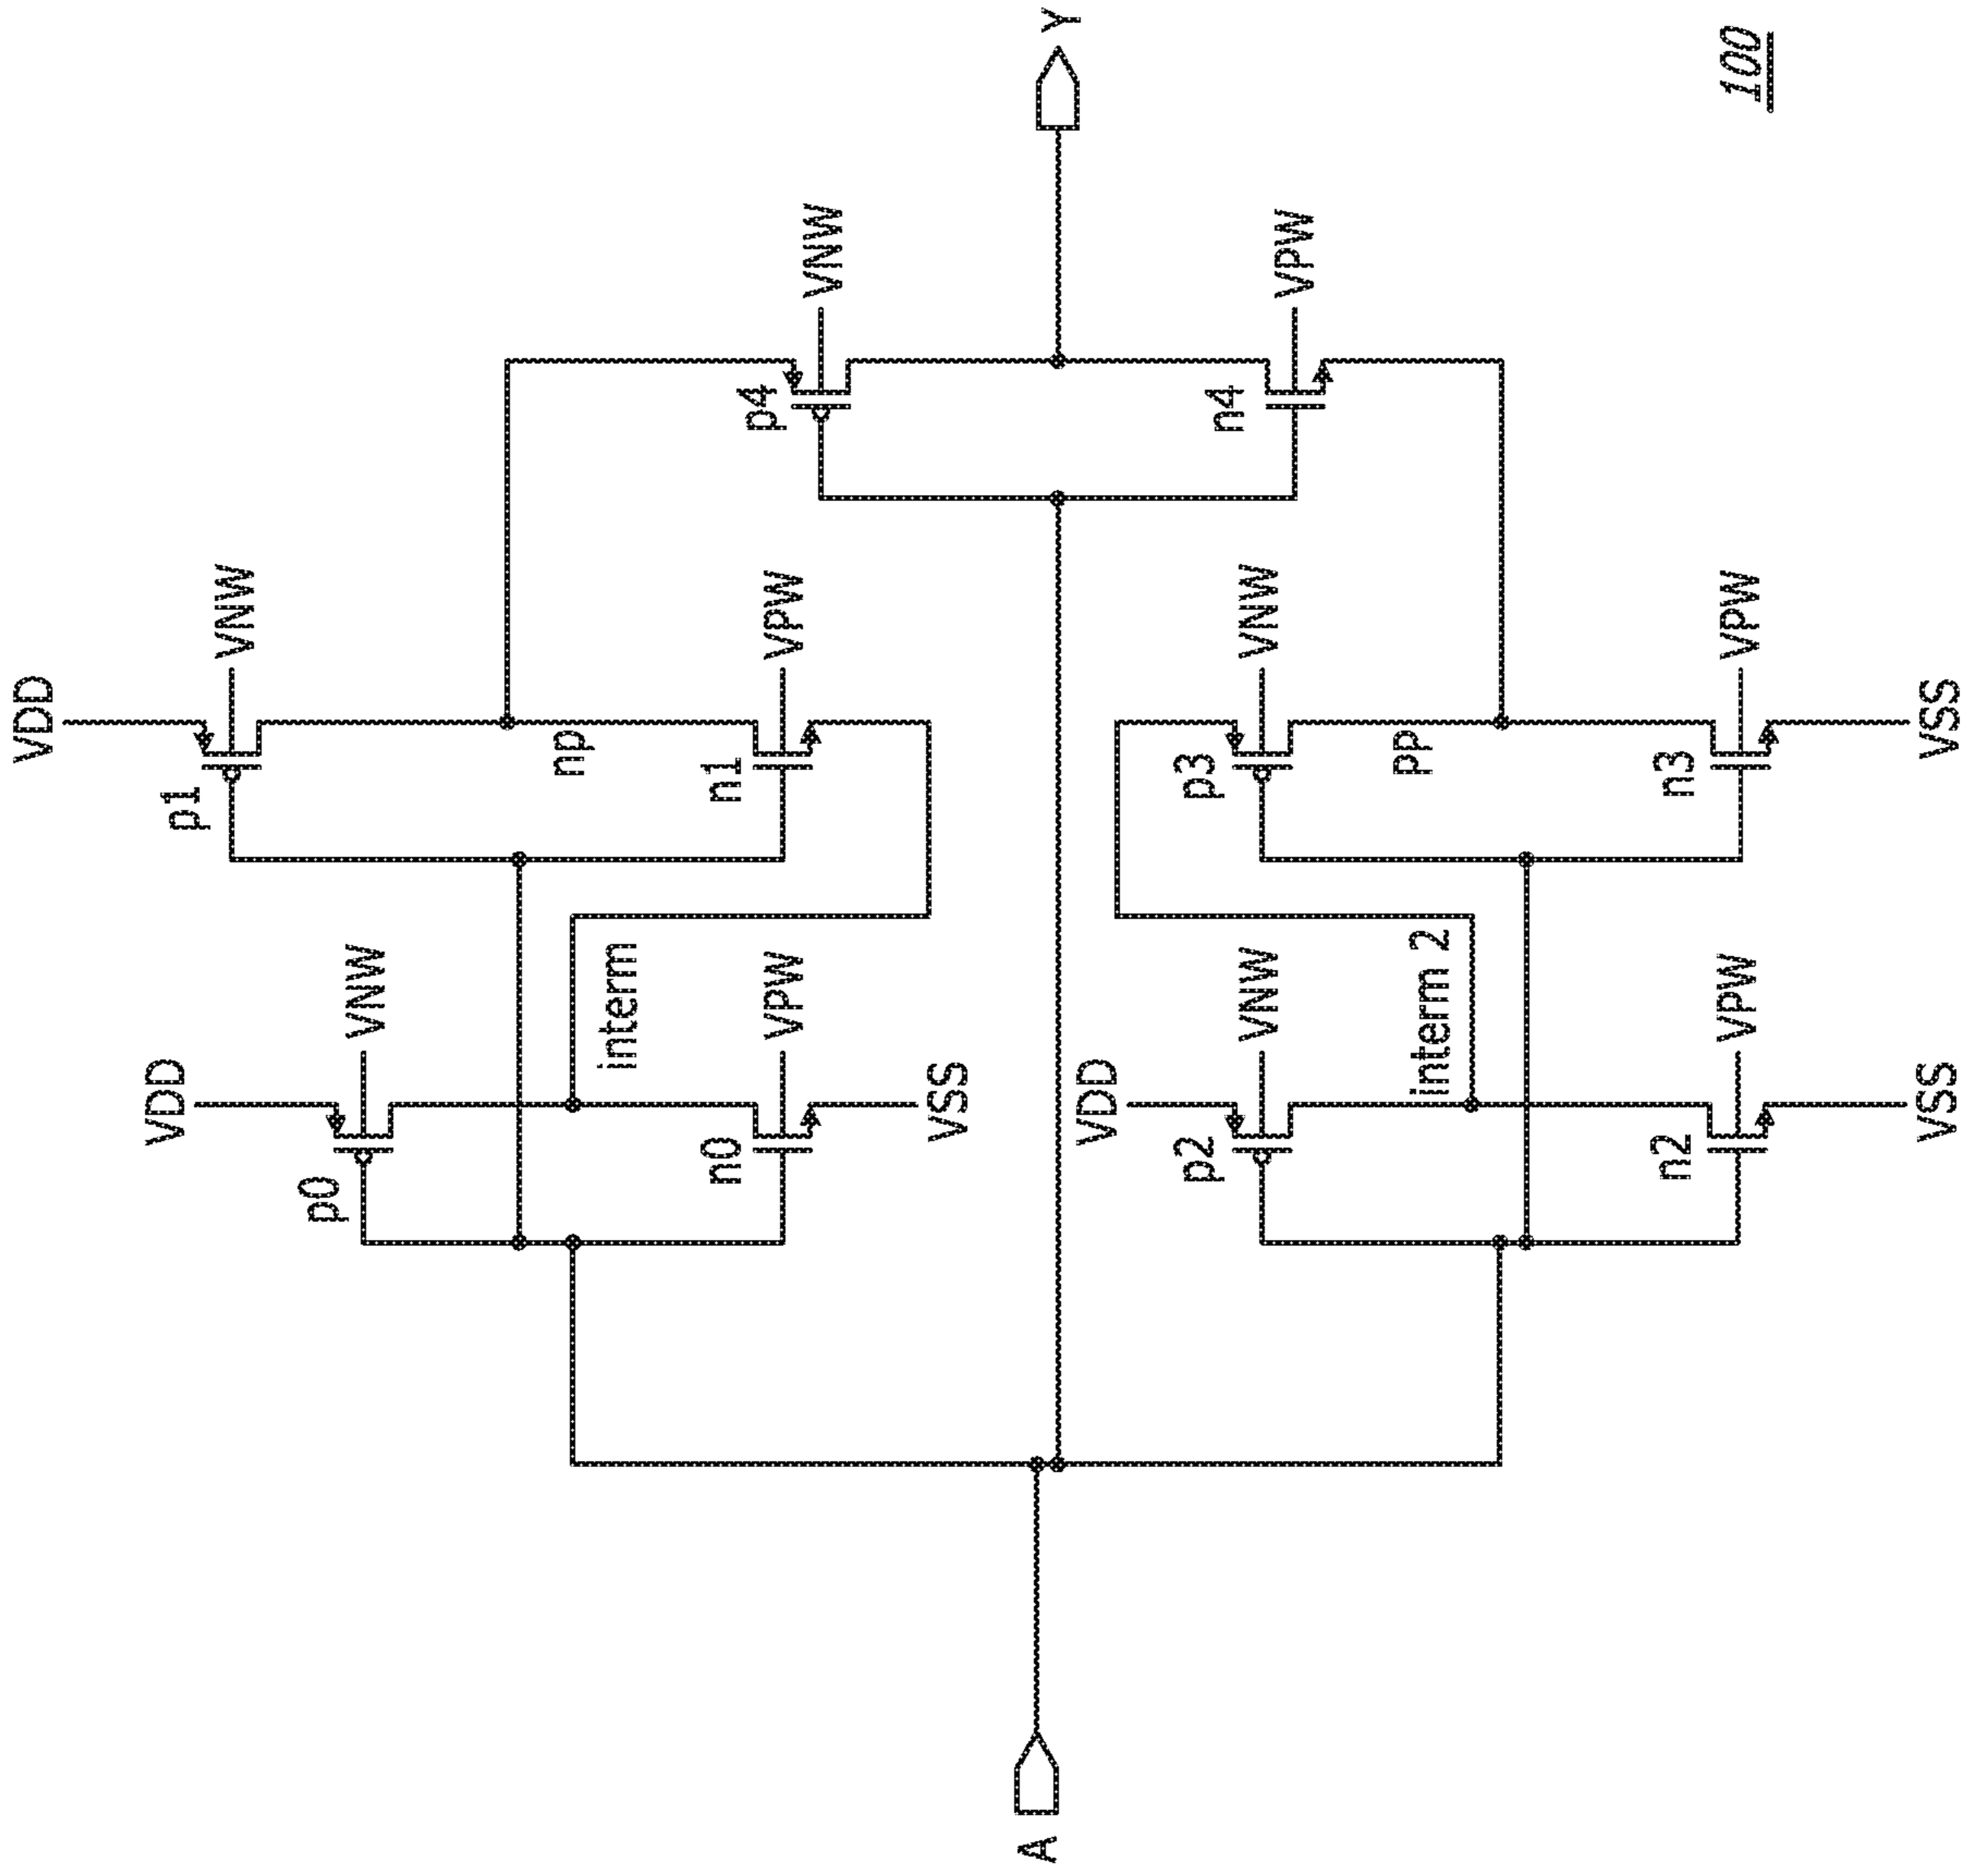 VDD
VNW
p1
np
n1
VPW
VDD
VNW
p0
interm
n0
VPW
VSS
p4
VNW
n4
VPW
A
Y
VDD
VNW
p2
interm 2
n2
VPW
VSS
p3
VNW
pp
n3
VPW
VSS
100